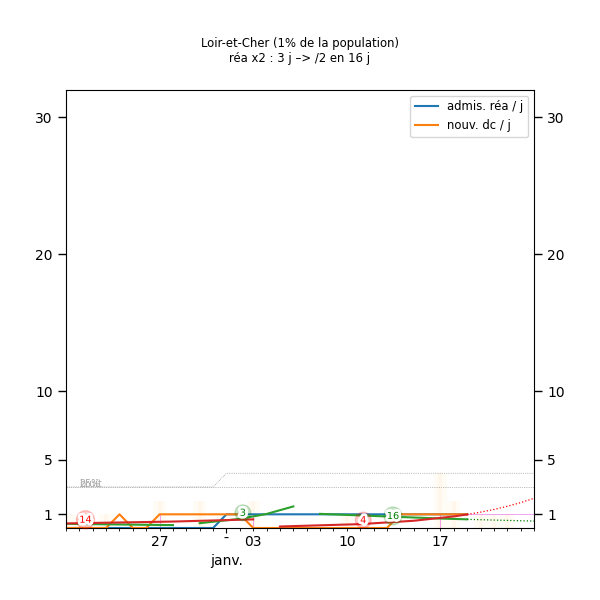 Loir-et-Cher (1% de la population)
réa x2 : 3 j –> /2 en 16 j
admis. réa / j
nouv. dc / j
30 30
20 20
10 10
5 5
1 1
14 3 4 16
27 - 03 10 17
janv.